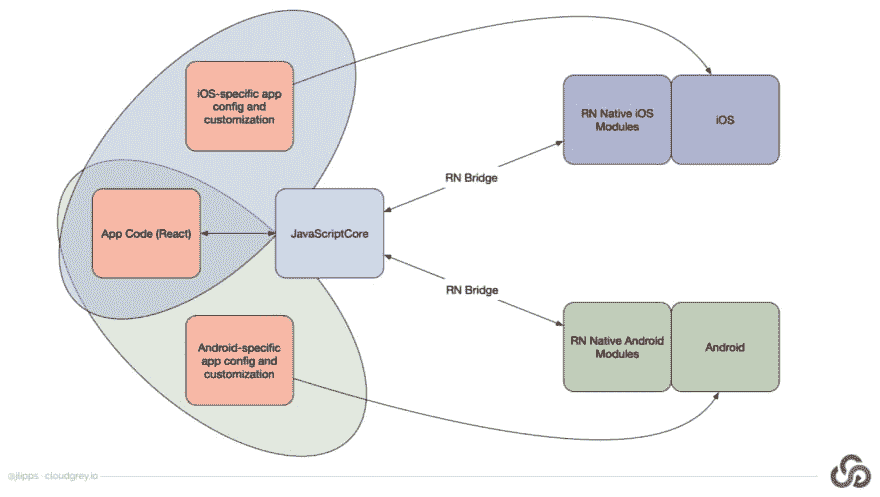 iOS-specific app
config and
customization
RN Native iOS
Modules
iOS
RN Bridge
App Code (React)
JavaScriptCore
RN Bridge
Android-specific
app config and
customization
RN Native Android
Modules
Android
@jlipps · cloudgrey.io